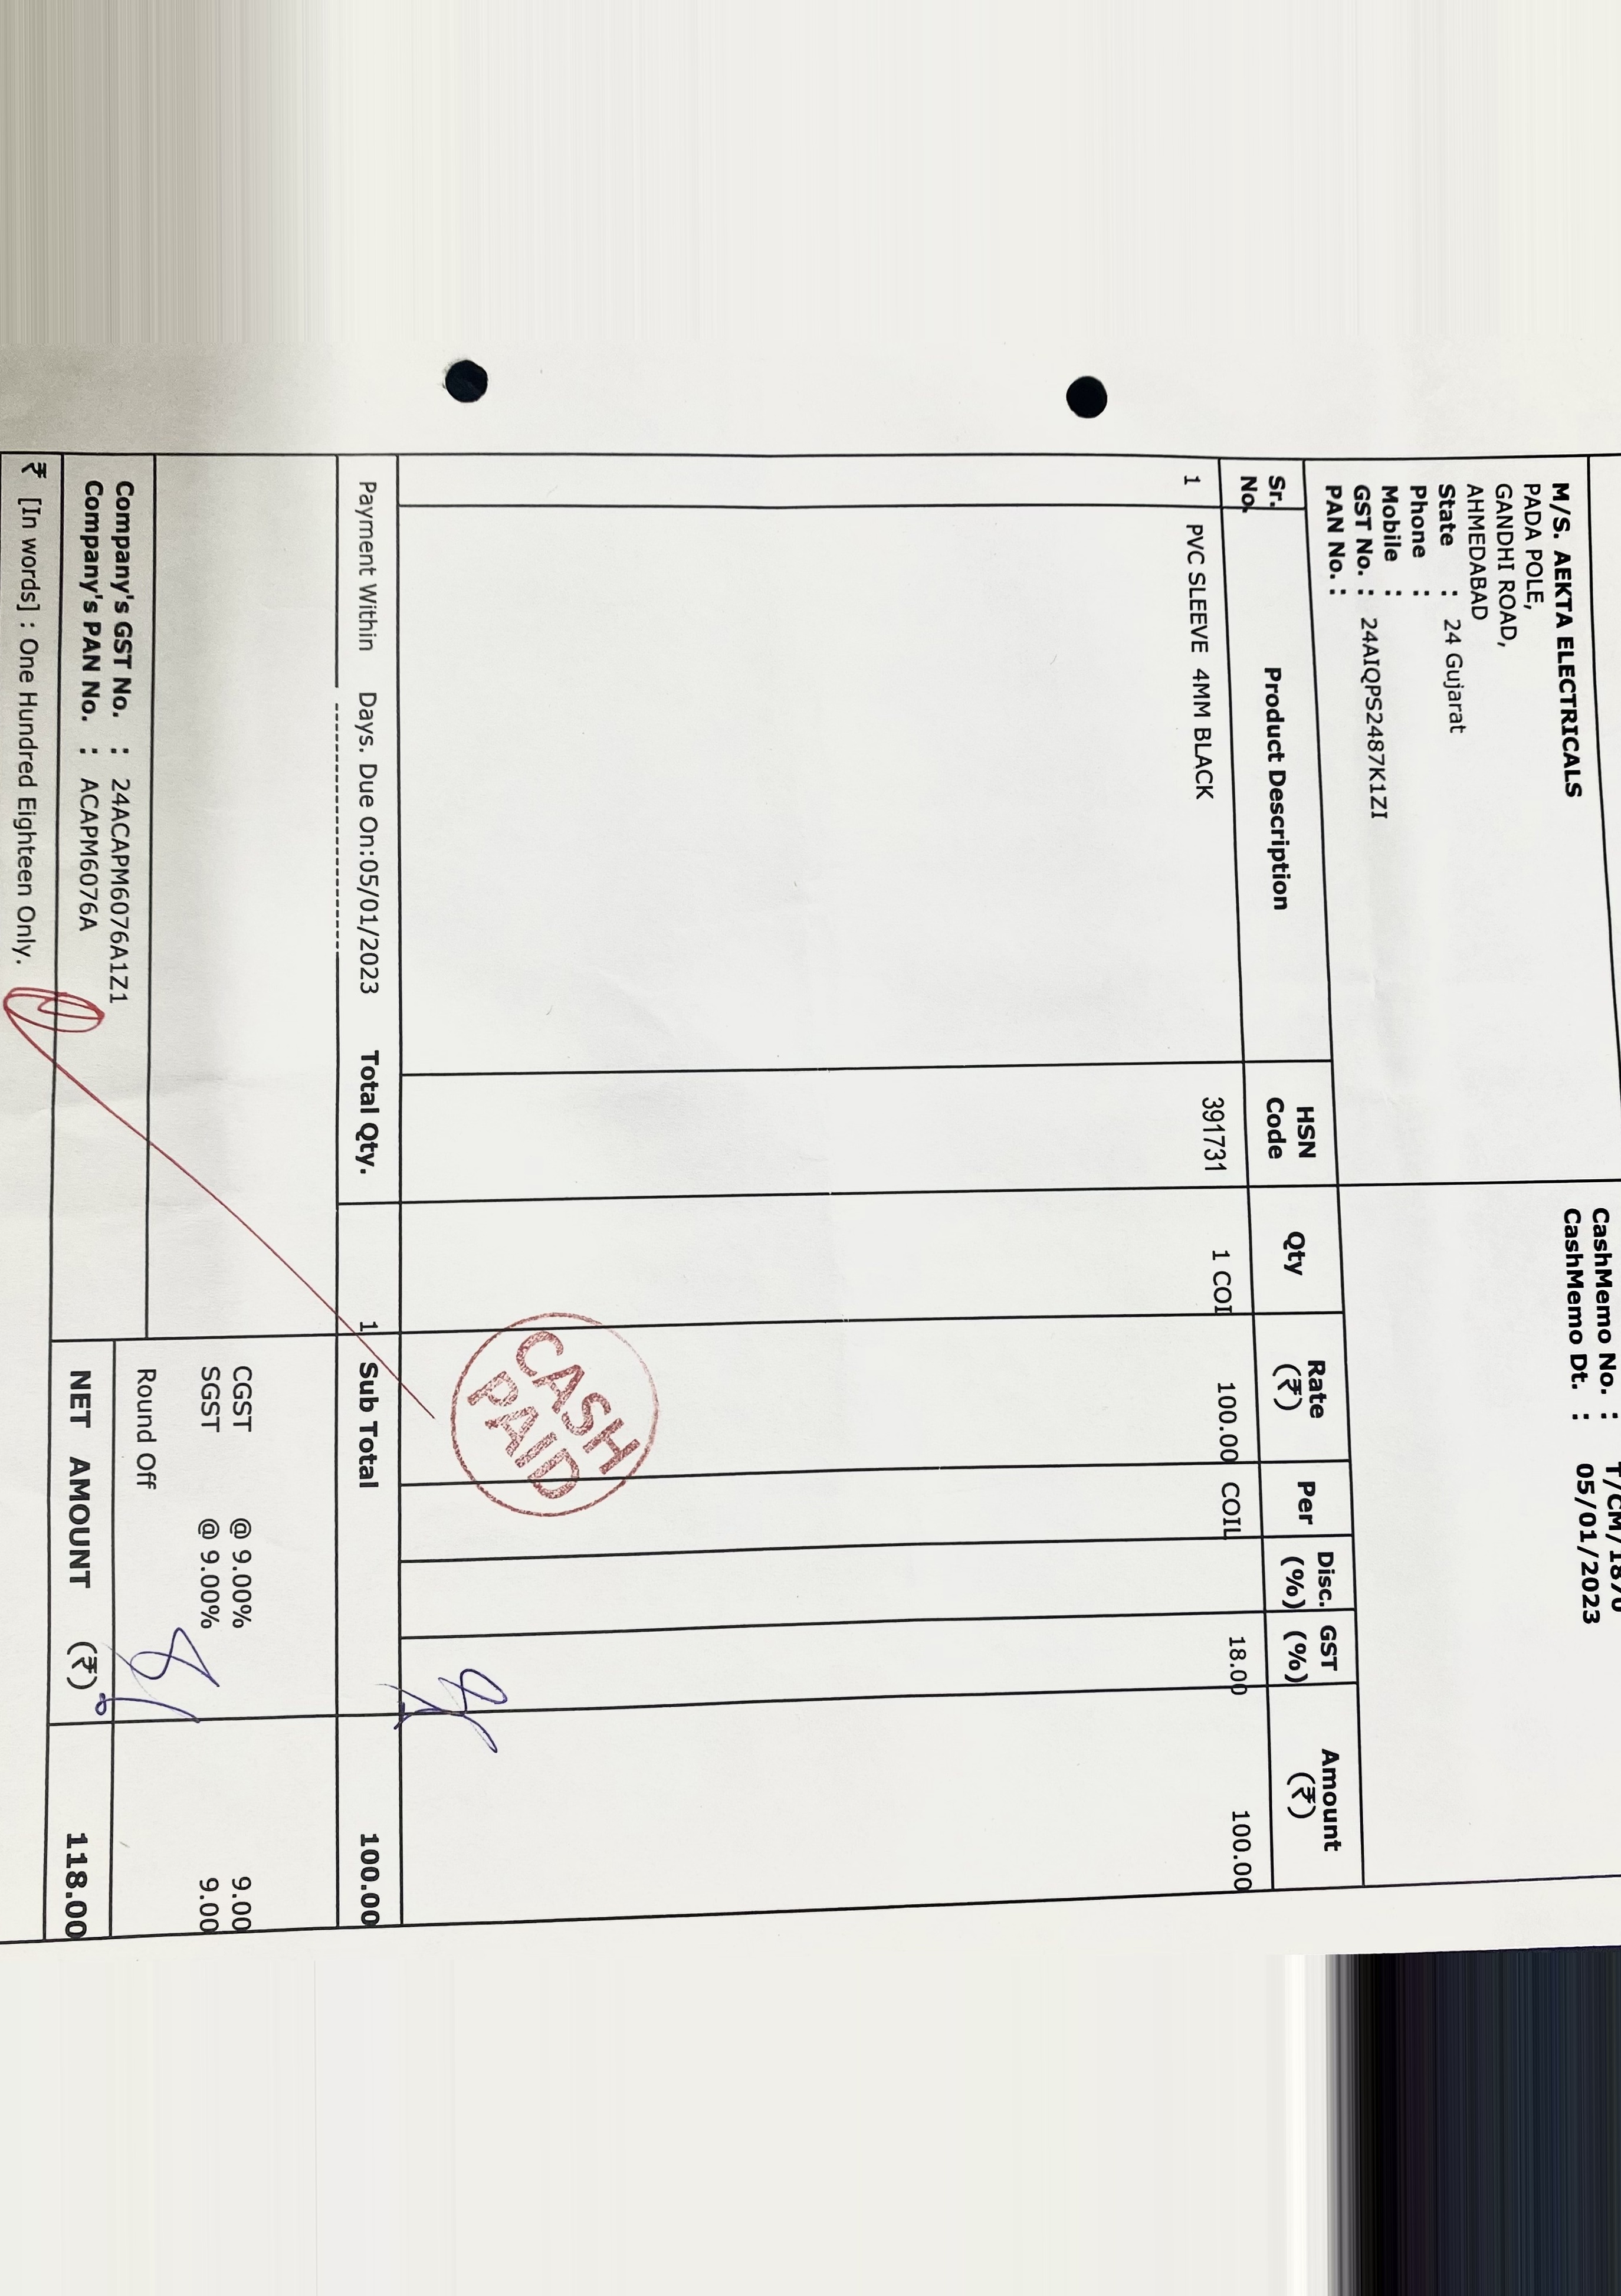 M/S. AEKTA ELECTRICALS
PADA POLE,
GANDHI ROAD,
AHMEDABAD
State : 24 Gujarat
Phone :
Mobile :
GST No. : 24AIQPS2487K1ZI
PAN No. :
CashMemo No. :
CashMemo Dt. : 05/01/2023
Sr. No. Product Description HSN Code Qty Rate (₹) Per Disc. (%) GST (%) Amount (₹)
1 PVC SLEEVE 4MM BLACK 391731 1 COI 100.00 COIL 18.00 100.00
CASH
PAID
Payment Within Days. Due On:05/01/2023 Total Qty. 1 Sub Total 100.00
CGST @ 9.00% 9.00
SGST @ 9.00% 9.00
Round Off
Company's GST No. : 24ACAPM6076A1Z1
Company's PAN No. : ACAPM6076A
NET AMOUNT (₹) 118.00
₹ [In words] : One Hundred Eighteen Only.